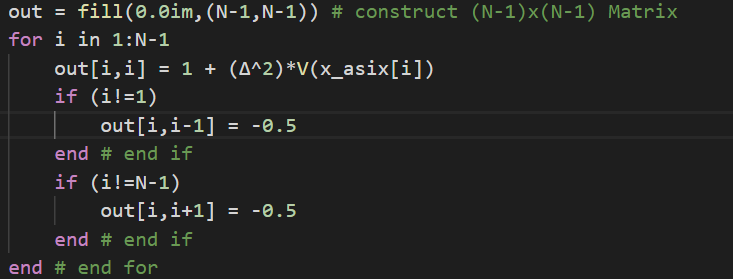 out = fill(0.0im,(N-1,N-1)) # construct (N-1)x(N-1) Matrix
for i in 1:N-1
    out[i,i] = 1 + (Δ^2)*V(x_asix[i])
    if (i!=1)
        out[i,i-1] = -0.5
    end # end if
    if (i!=N-1)
        out[i,i+1] = -0.5
    end # end if
end # end for